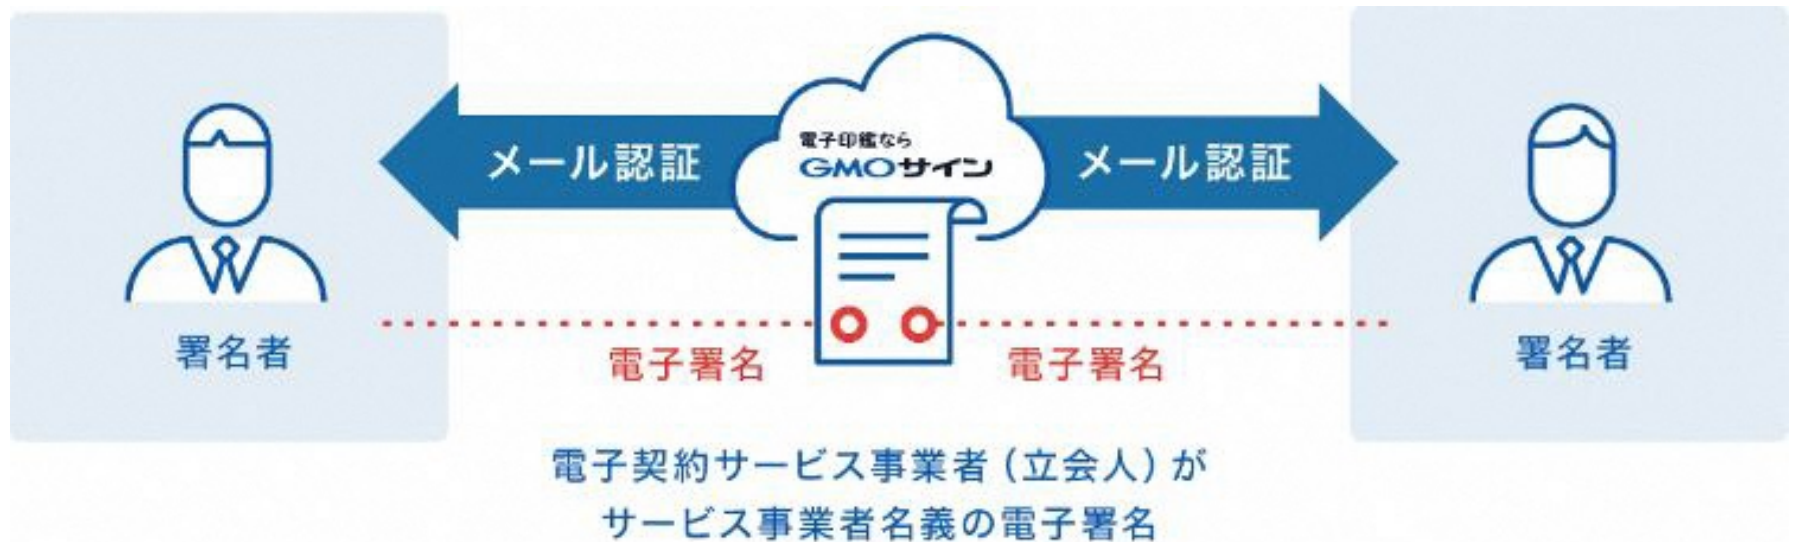 電子印鑑なら
GMOサイン
メール認証
メール認証
署名者
電子署名
電子署名
署名者
電子契約サービス事業者（立会人）が
サービス事業者名義の電子署名